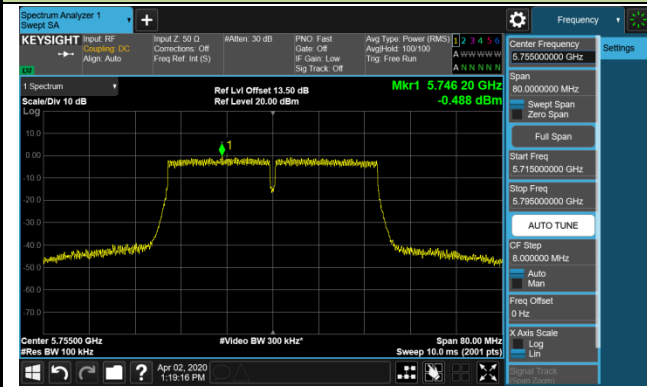 Spectrum Analyzer 1
Swept SA
+
Frequency
KEYSIGHT
Input: RF
Coupling: DC
Align: Auto
Input Z: 50 Ω
Corrections: Off
Freq Ref: Int (S)
#Atten: 30 dB
PNO: Fast
Gate: Off
IF Gain: Low
Sig Track: Off
Avg Type: Power (RMS)
Avg|Hold: 100/100
Trig: Free Run
1 2 3 4 5 6
A W W W W W
A N N N N N
1 Spectrum
Scale/Div 10 dB
Log
Ref Lvl Offset 13.50 dB
Ref Level 20.00 dBm
Mkr1 5.746 20 GHz
-0.488 dBm
10.0
0.00
-10.0
-20.0
-30.0
-40.0
-50.0
-60.0
-70.0
1
Center 5.75500 GHz
#Res BW 100 kHz
#Video BW 300 kHz*
Span 80.00 MHz
Sweep 10.0 ms (2001 pts)
Center Frequency
5.755000000 GHz
Settings
Span
80.0000000 MHz
Swept Span
Zero Span
Full Span
Start Freq
5.715000000 GHz
Stop Freq
5.795000000 GHz
AUTO TUNE
CF Step
8.000000 MHz
Auto
Man
Freq Offset
0 Hz
X Axis Scale
Log
Lin
Signal Track
(Span Zoom)
?
Apr 02, 2020
1:19:16 PM